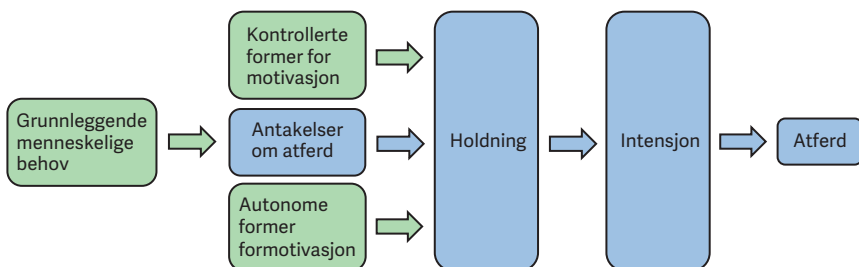 Grunnleggende
menneskelige
behov
Kontrollerte
former for
motivasjon
Antakelser
om atferd
Autonome
former
formotivasjon
Holdning
Intensjon
Atferd